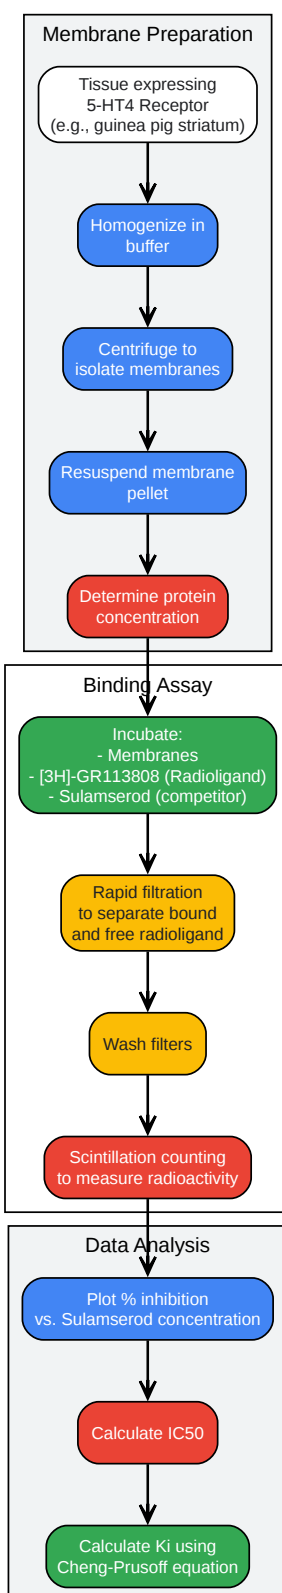 Membrane Preparation
Tissue expressing
5-HT4 Receptor
(e.g., guinea pig striatum)
Homogenize in
buffer
Centrifuge to
isolate membranes
Resuspend membrane
pellet
Determine protein
concentration
Binding Assay
Incubate:
- Membranes
- [3H]-GR113808 (Radioligand)
- Sulamserod (competitor)
Rapid filtration
to separate bound
and free radioligand
Wash filters
Scintillation counting
to measure radioactivity
Data Analysis
Plot % inhibition
vs. Sulamserod concentration
Calculate IC50
Calculate Ki using
Cheng-Prusoff equation